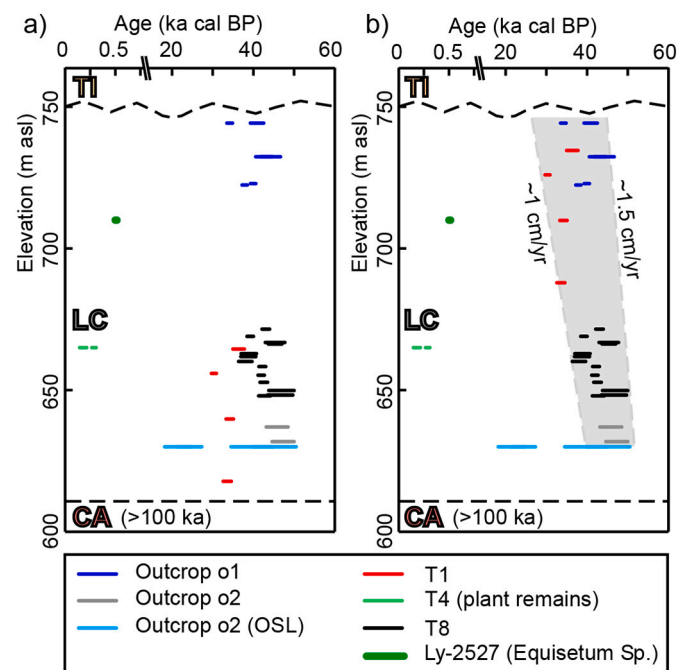 a)
Age (ka cal BP)
0 0.5 20 40 60
Elevation (m asl)
750
700
650
600
TI
LC
CA (>100 ka)
b)
Age (ka cal BP)
0 0.5 20 40 60
Elevation (m asl)
750
700
650
600
TI
LC
CA (>100 ka)
~1 cm/yr
~1.5 cm/yr
Outcrop o1
Outcrop o2
Outcrop o2 (OSL)
T1
T4 (plant remains)
T8
Ly-2527 (Equisetum Sp.)